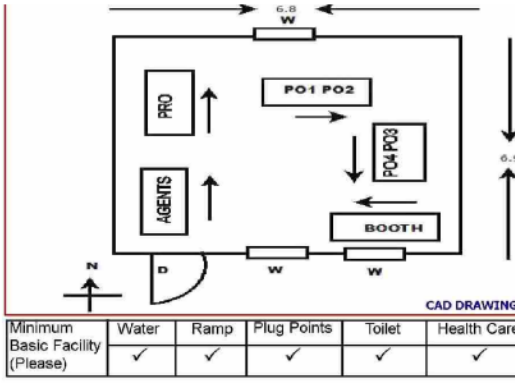 6.8
W
PRO
PO1 PO2
PO4 PO3
AGENTS
BOOTH
N
D
W
W
CAD DRAWING
Minimum Basic Facility (Please)
Water
Ramp
Plug Points
Toilet
Health Care
✓ ✓ ✓ ✓ ✓